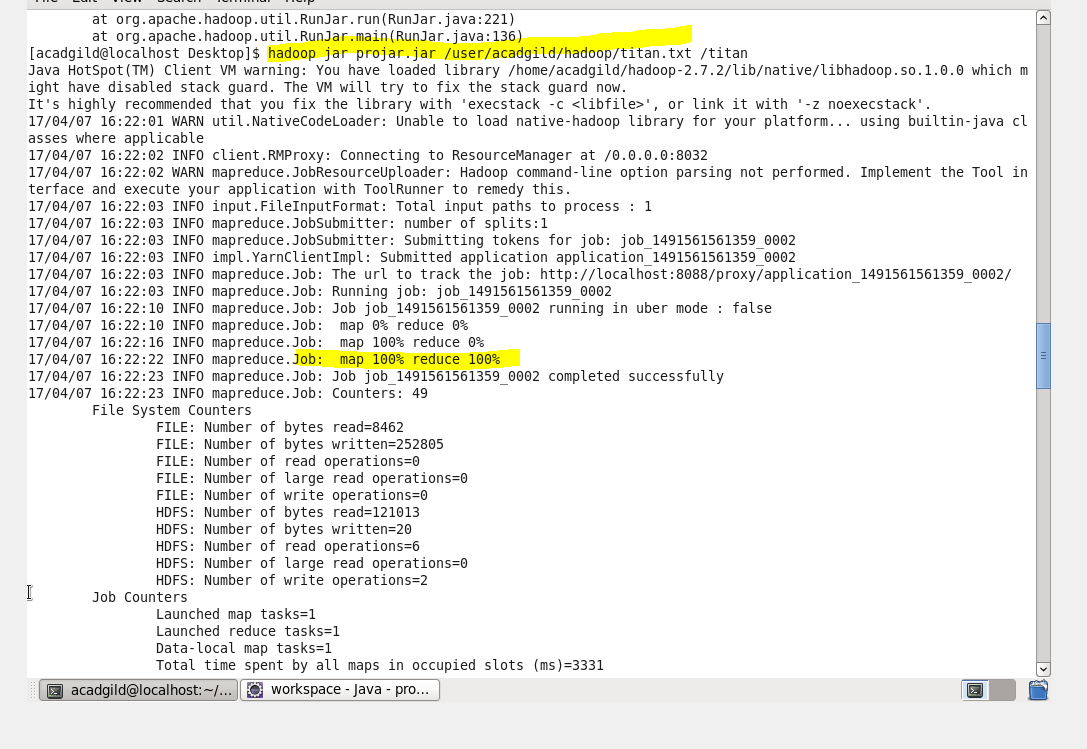 File Edit View Search Terminal Help
at org.apache.hadoop.util.RunJar.run(RunJar.java:221)
at org.apache.hadoop.util.RunJar.main(RunJar.java:136)
[acadgild@localhost Desktop]$ hadoop jar projar.jar /user/acadgild/hadoop/titan.txt /titan
Java HotSpot(TM) Client VM warning: You have loaded library /home/acadgild/hadoop-2.7.2/lib/native/libhadoop.so.1.0.0 which m
ight have disabled stack guard. The VM will try to fix the stack guard now.
It's highly recommended that you fix the library with 'execstack -c <libfile>', or link it with '-z noexecstack'.
17/04/07 16:22:01 WARN util.NativeCodeLoader: Unable to load native-hadoop library for your platform... using builtin-java cl
asses where applicable
17/04/07 16:22:02 INFO client.RMProxy: Connecting to ResourceManager at /0.0.0.0:8032
17/04/07 16:22:02 WARN mapreduce.JobResourceUploader: Hadoop command-line option parsing not performed. Implement the Tool in
terface and execute your application with ToolRunner to remedy this.
17/04/07 16:22:03 INFO input.FileInputFormat: Total input paths to process : 1
17/04/07 16:22:03 INFO mapreduce.JobSubmitter: number of splits:1
17/04/07 16:22:03 INFO mapreduce.JobSubmitter: Submitting tokens for job: job_1491561561359_0002
17/04/07 16:22:03 INFO impl.YarnClientImpl: Submitted application application_1491561561359_0002
17/04/07 16:22:03 INFO mapreduce.Job: The url to track the job: http://localhost:8088/proxy/application_1491561561359_0002/
17/04/07 16:22:03 INFO mapreduce.Job: Running job: job_1491561561359_0002
17/04/07 16:22:10 INFO mapreduce.Job: Job job_1491561561359_0002 running in uber mode : false
17/04/07 16:22:10 INFO mapreduce.Job:  map 0% reduce 0%
17/04/07 16:22:16 INFO mapreduce.Job:  map 100% reduce 0%
17/04/07 16:22:22 INFO mapreduce.Job:  map 100% reduce 100%
17/04/07 16:22:23 INFO mapreduce.Job: Job job_1491561561359_0002 completed successfully
17/04/07 16:22:23 INFO mapreduce.Job: Counters: 49
File System Counters
FILE: Number of bytes read=8462
FILE: Number of bytes written=252805
FILE: Number of read operations=0
FILE: Number of large read operations=0
FILE: Number of write operations=0
HDFS: Number of bytes read=121013
HDFS: Number of bytes written=20
HDFS: Number of read operations=6
HDFS: Number of large read operations=0
HDFS: Number of write operations=2
Job Counters
Launched map tasks=1
Launched reduce tasks=1
Data-local map tasks=1
Total time spent by all maps in occupied slots (ms)=3331
acadgild@localhost:~/... workspace - Java - pro...